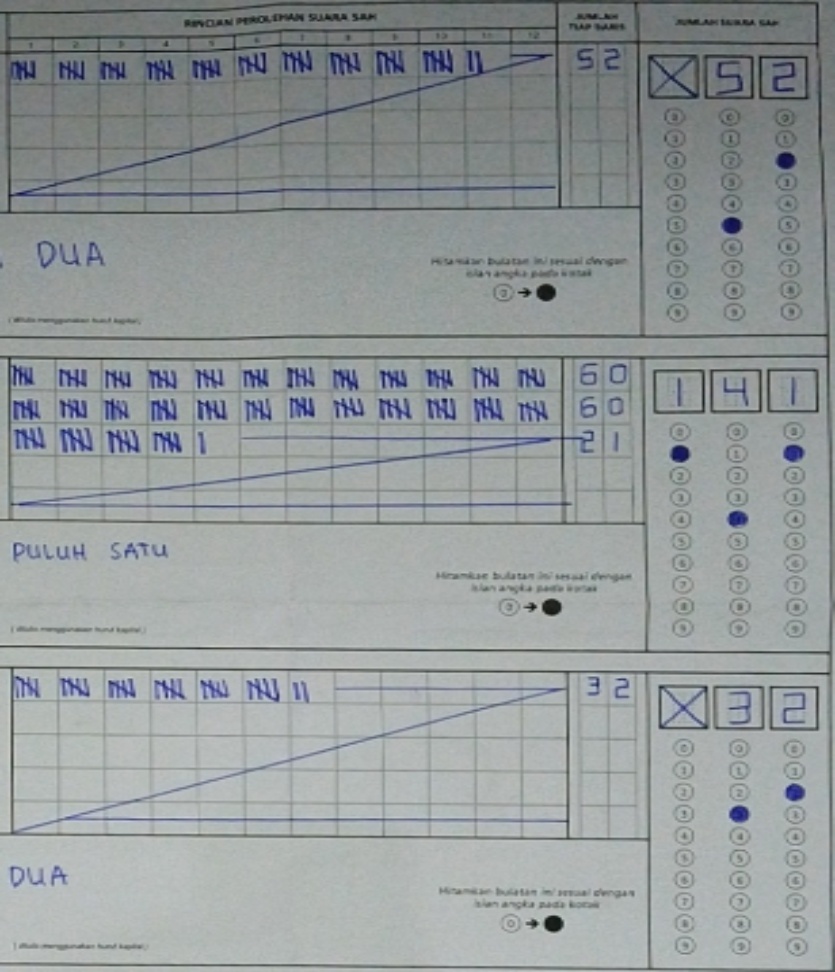 RINCIAN PEROLEHAN SUARA SAH JUMLAH TIAP BARIS JUMLAH SUARA SAH
1 2 3 4 5 6 7 8 9 10 11 12
52
X 5 2
DUA
Hitamkan bulatan ini sesuai dengan
isian angka pada kotak
0 → ●
(ditulis menggunakan huruf kapital)
60
60
21
1 4 1
PULUH SATU
Hitamkan bulatan ini sesuai dengan
isian angka pada kotak
0 → ●
(ditulis menggunakan huruf kapital)
32
X 3 2
DUA
Hitamkan bulatan ini sesuai dengan
isian angka pada kotak
0 → ●
(ditulis menggunakan huruf kapital)